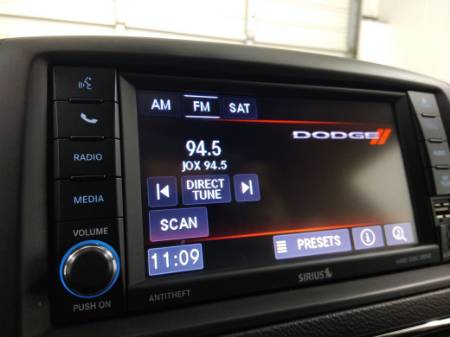 AM FM SAT
DODGE
94.5
JOX 94.5
RADIO
DIRECT
TUNE
MEDIA
SCAN
VOLUME
PRESETS
11:09
SIRIUS
ANTITHEFT
PUSH ON